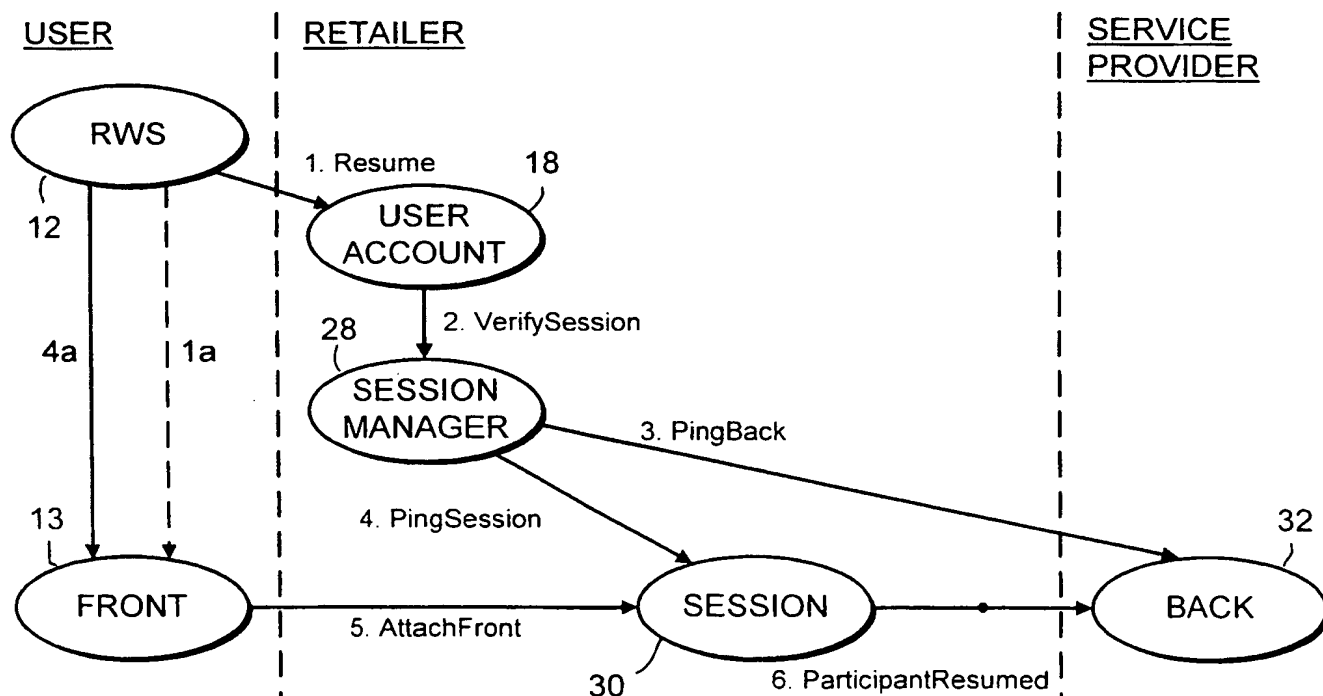 USER
RETAILER
SERVICE
PROVIDER
RWS
1. Resume
18
12
USER
ACCOUNT
2. VerifySession
28
4a
1a
SESSION
MANAGER
3. PingBack
4. PingSession
13
32
FRONT
SESSION
BACK
5. AttachFront
30
6. ParticipantResumed